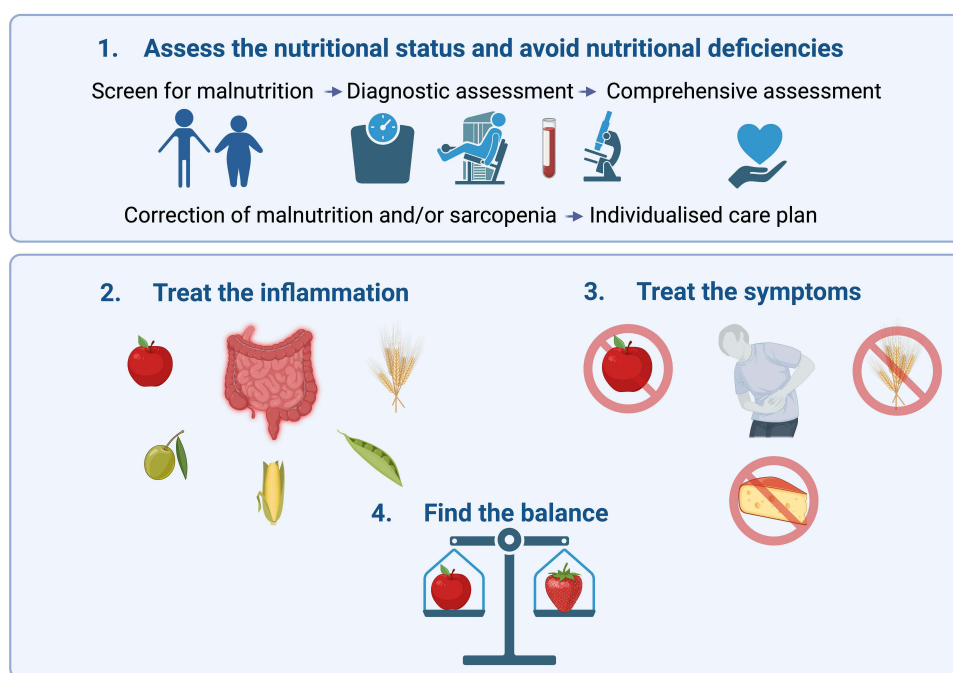 1. Assess the nutritional status and avoid nutritional deficiencies
Screen for malnutrition → Diagnostic assessment → Comprehensive assessment
Correction of malnutrition and/or sarcopenia → Individualised care plan
2. Treat the inflammation
3. Treat the symptoms
4. Find the balance